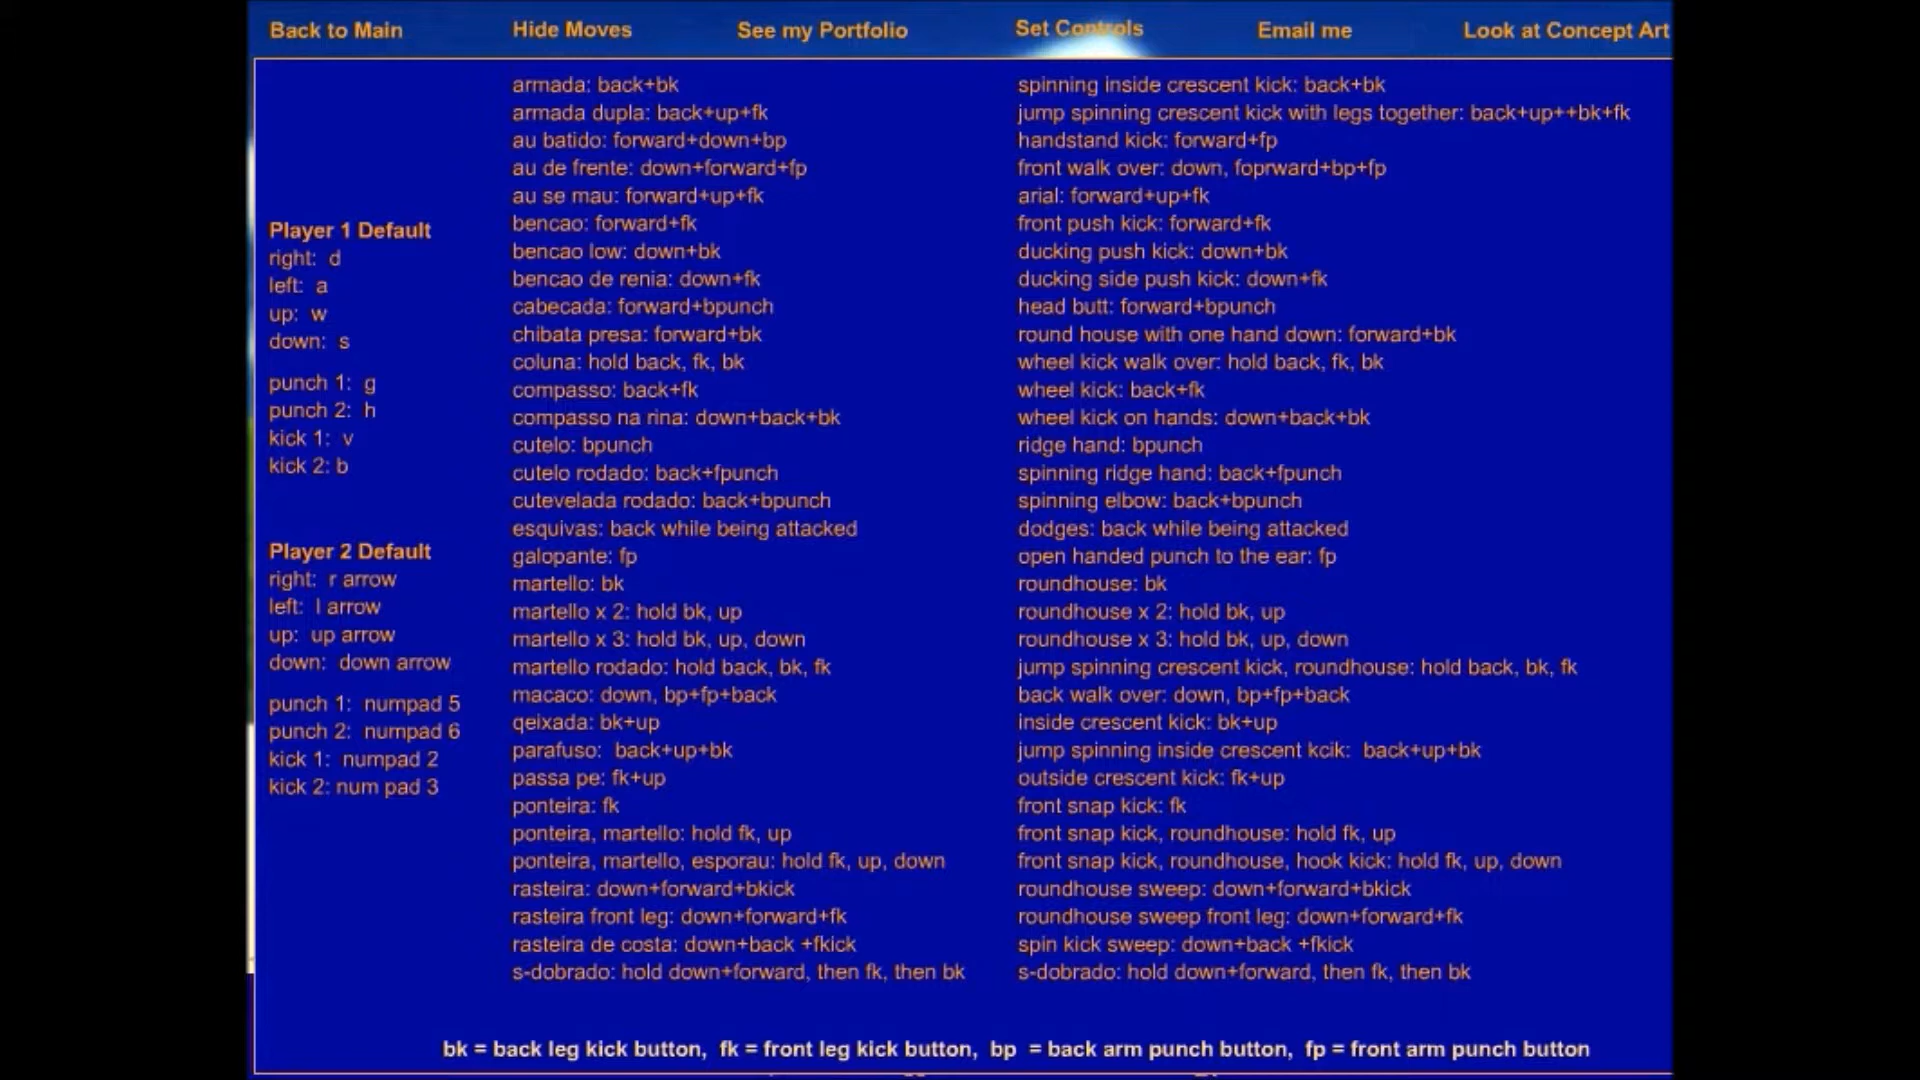 Back to Main Hide Moves See my Portfolio Set Controls Email me Look at Concept Art
Player 1 Default
right: d
left: a
up: w
down: s
punch 1: g
punch 2: h
kick 1: v
kick 2: b
Player 2 Default
right: r arrow
left: l arrow
up: up arrow
down: down arrow
punch 1: numpad 5
punch 2: numpad 6
kick 1: numpad 2
kick 2: num pad 3
armada: back+bk
armada dupla: back+up+fk
au batido: forward+down+bp
au de frente: down+forward+fp
au se mau: forward+up+fk
bencao: forward+fk
bencao low: down+bk
bencao de renia: down+fk
cabecada: forward+bpunch
chibata presa: forward+bk
coluna: hold back, fk, bk
compasso: back+fk
compasso na rina: down+back+bk
cutelo: bpunch
cutelo rodado: back+fpunch
cutevelada rodado: back+bpunch
esquivas: back while being attacked
galopante: fp
martello: bk
martello x 2: hold bk, up
martello x 3: hold bk, up, down
martello rodado: hold back, bk, fk
macaco: down, bp+fp+back
qeixada: bk+up
parafuso: back+up+bk
passa pe: fk+up
ponteira: fk
ponteira, martello: hold fk, up
ponteira, martello, esporau: hold fk, up, down
rasteira: down+forward+bkick
rasteira front leg: down+forward+fk
rasteira de costa: down+back +fkick
s-dobrado: hold down+forward, then fk, then bk
spinning inside crescent kick: back+bk
jump spinning crescent kick with legs together: back+up++bk+fk
handstand kick: forward+fp
front walk over: down, foprward+bp+fp
arial: forward+up+fk
front push kick: forward+fk
ducking push kick: down+bk
ducking side push kick: down+fk
head butt: forward+bpunch
round house with one hand down: forward+bk
wheel kick walk over: hold back, fk, bk
wheel kick: back+fk
wheel kick on hands: down+back+bk
ridge hand: bpunch
spinning ridge hand: back+fpunch
spinning elbow: back+bpunch
dodges: back while being attacked
open handed punch to the ear: fp
roundhouse: bk
roundhouse x 2: hold bk, up
roundhouse x 3: hold bk, up, down
jump spinning crescent kick, roundhouse: hold back, bk, fk
back walk over: down, bp+fp+back
inside crescent kick: bk+up
jump spinning inside crescent kcik: back+up+bk
outside crescent kick: fk+up
front snap kick: fk
front snap kick, roundhouse: hold fk, up
front snap kick, roundhouse, hook kick: hold fk, up, down
roundhouse sweep: down+forward+bkick
roundhouse sweep front leg: down+forward+fk
spin kick sweep: down+back +fkick
s-dobrado: hold down+forward, then fk, then bk
bk = back leg kick button, fk = front leg kick button, bp = back arm punch button, fp = front arm punch button